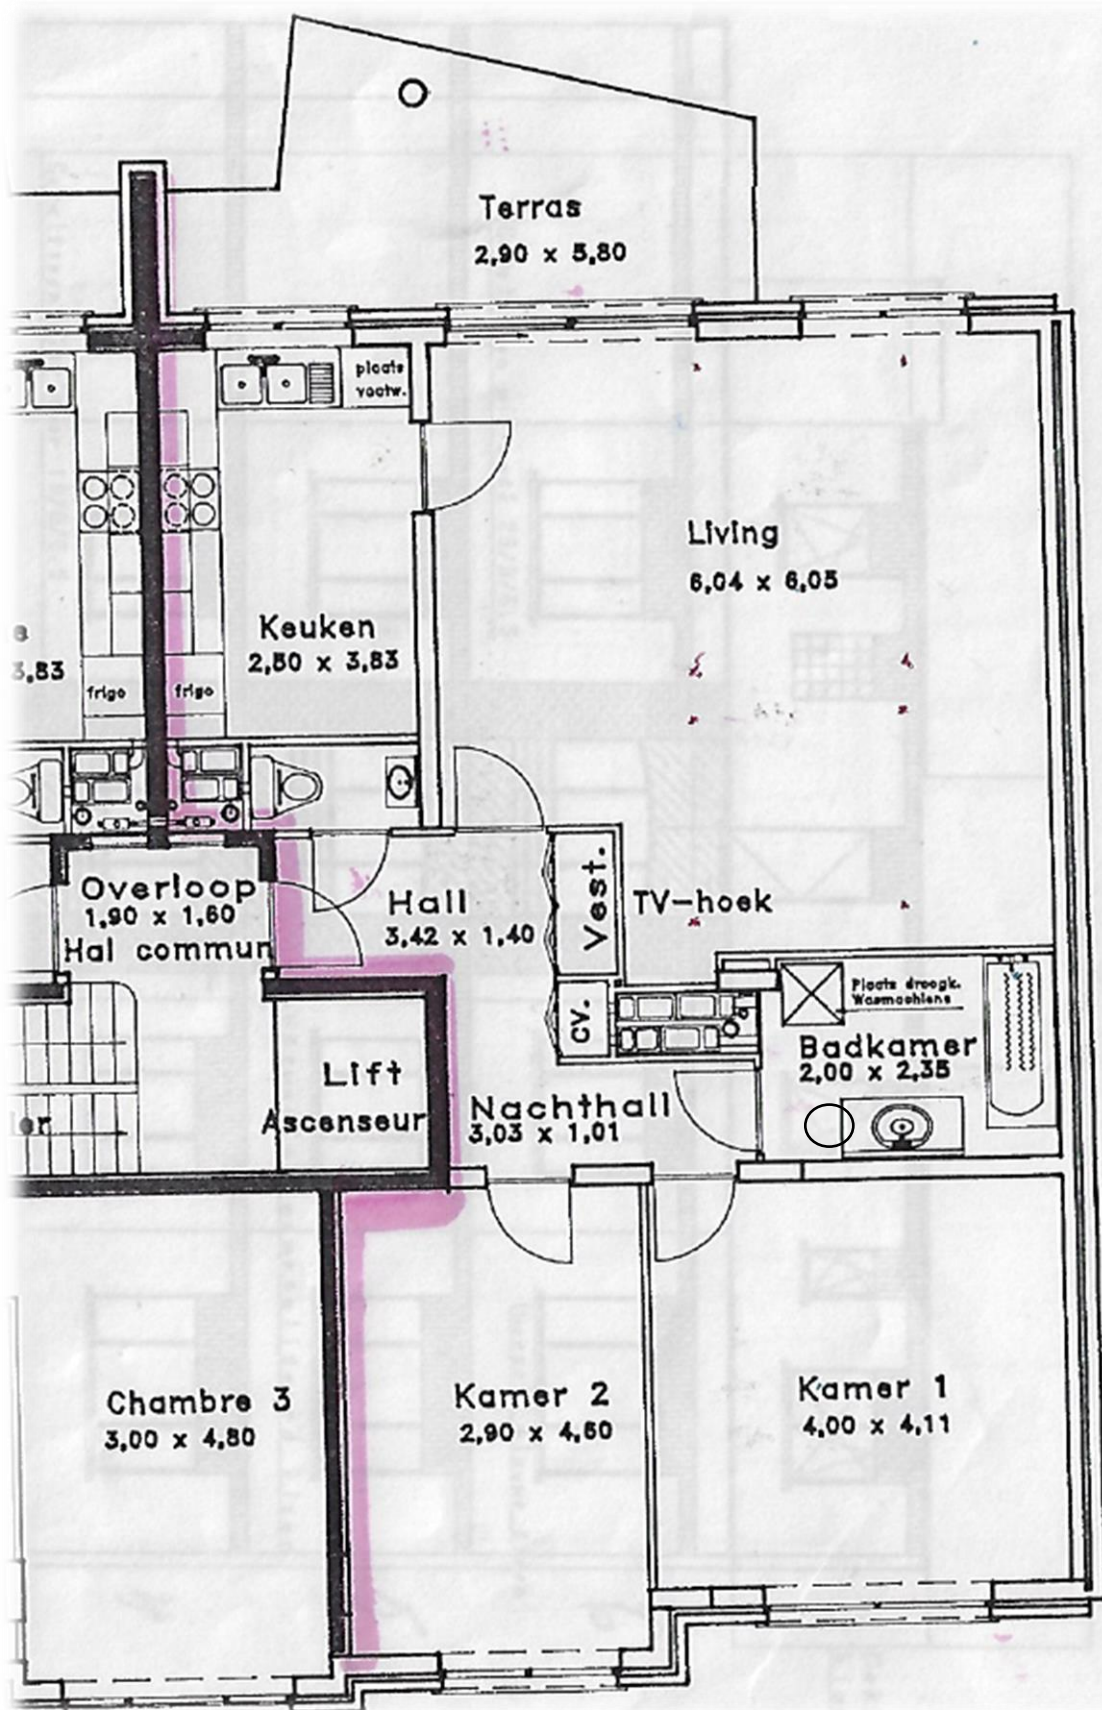 Terras
2,90 x 5,80
plaats
vaatw.
Living
6,04 x 6,05
Keuken
2,80 x 3,83
3,83
frigo
frigo
Overloop
1,90 x 1,60
Hal commun
Hall
3,42 x 1,40
Vest.
TV-hoek
CV.
Plaats droogk.
Wasmachiene
Badkamer
2,00 x 2,35
Lift
Ascenseur
Nachthall
3,03 x 1,01
er
Chambre 3
3,00 x 4,80
Kamer 2
2,90 x 4,60
Kamer 1
4,00 x 4,11